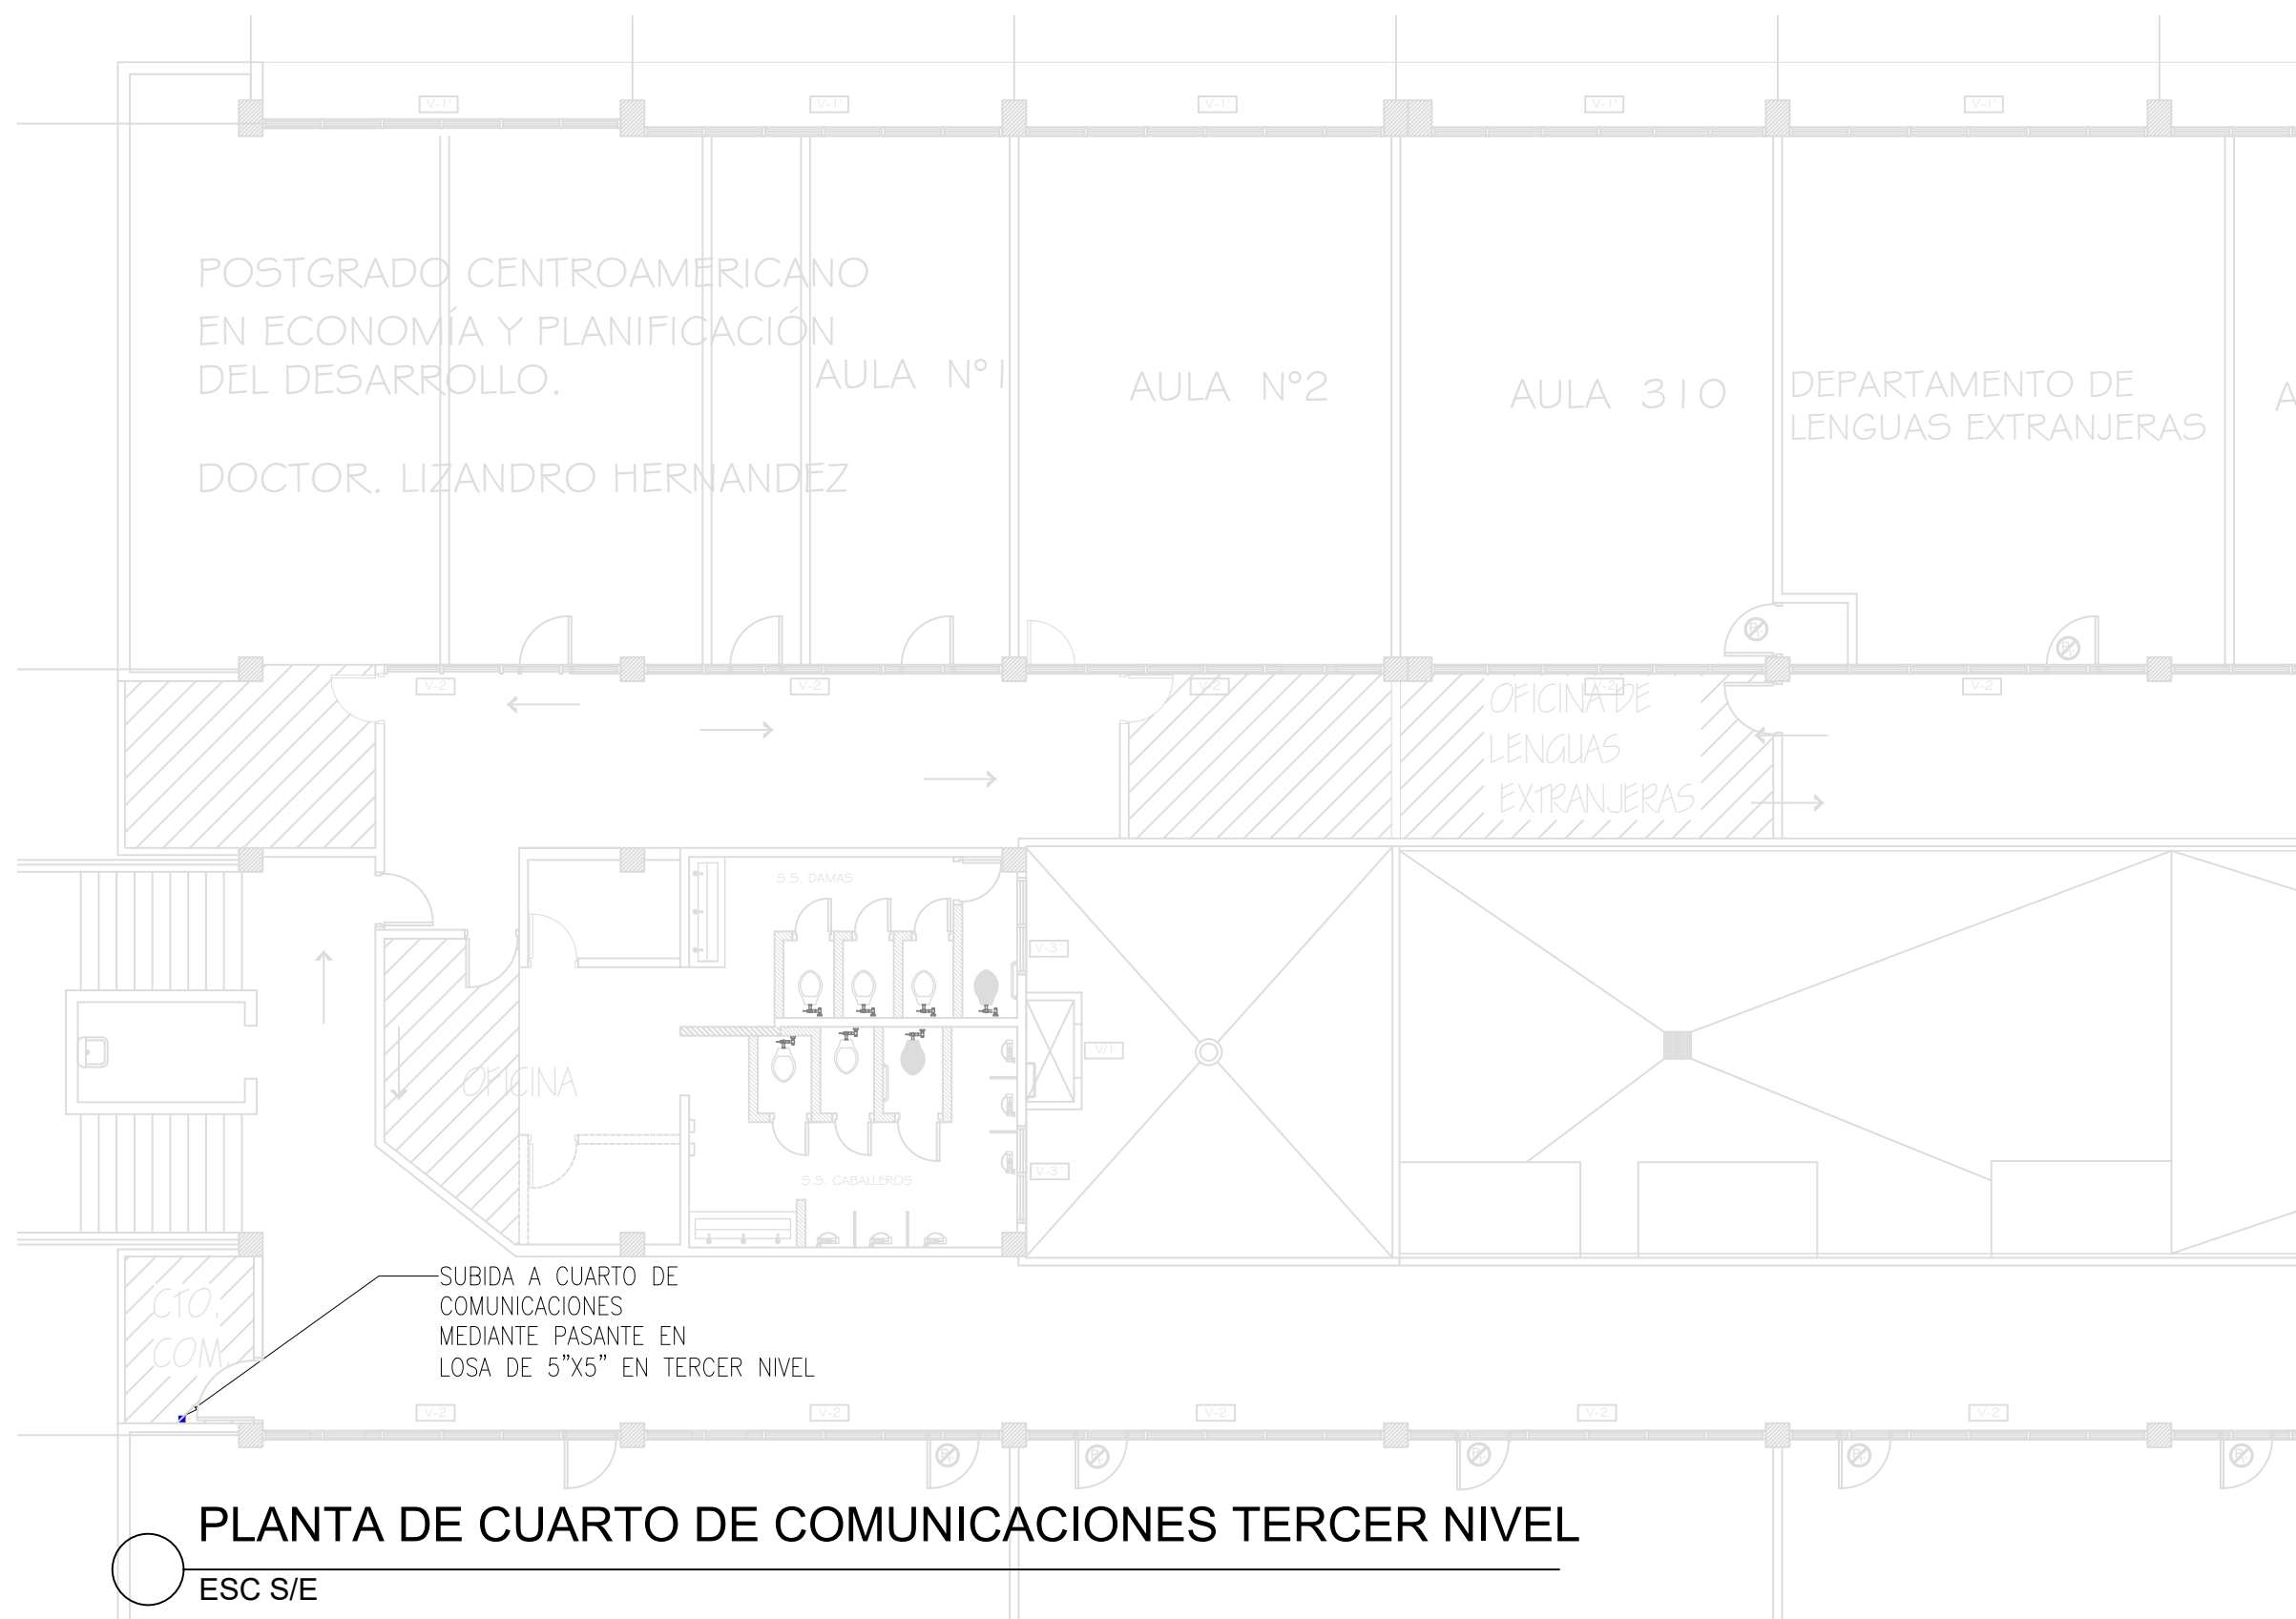 V-1'
V-1'
V-1'
V-1'
V-1'
POSTGRADO CENTROAMERICANO
EN ECONOMÍA Y PLANIFICACIÓN
DEL DESARROLLO.
DOCTOR. LIZANDRO HERNANDEZ
AULA N°1
AULA N°2
AULA 310
DEPARTAMENTO DE
LENGUAS EXTRANJERAS
V-2
V-2
V-2
V-2
V-2
OFICINA DE
LENGUAS
EXTRANJERAS
S.S. DAMAS
V-3
V/1
OFICINA
V-3
S.S. CABALLEROS
CTO.
COM.
SUBIDA A CUARTO DE
COMUNICACIONES
MEDIANTE PASANTE EN
LOSA DE 5”X5” EN TERCER NIVEL
V-2
V-2
V-2
V-2
V-2
PLANTA DE CUARTO DE COMUNICACIONES TERCER NIVEL
ESC S/E